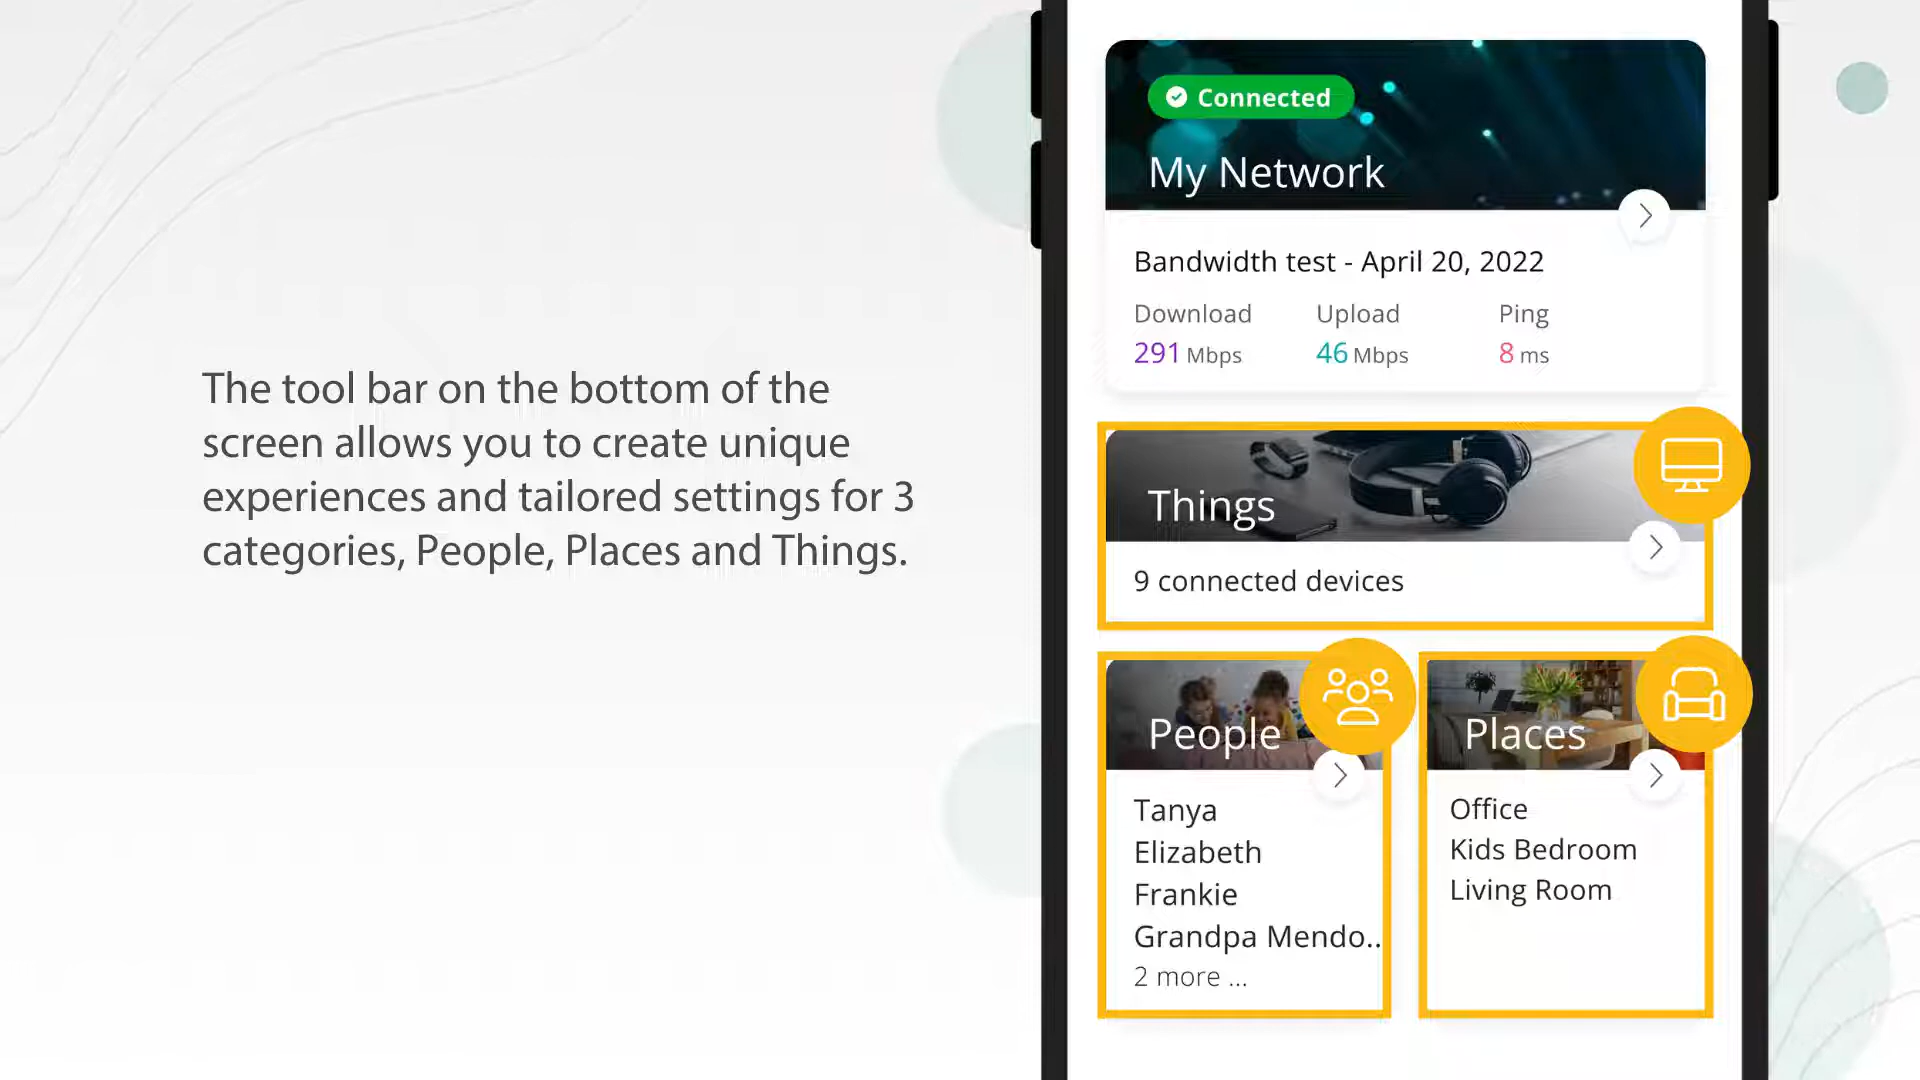 The tool bar on the bottom of the
screen allows you to create unique
experiences and tailored settings for 3
categories, People, Places and Things.
Connected
My Network
Bandwidth test - April 20, 2022
Download Upload Ping
291 Mbps 46 Mbps 8 ms
Things
9 connected devices
People
Tanya
Elizabeth
Frankie
Grandpa Mendo..
2 more ...
Places
Office
Kids Bedroom
Living Room